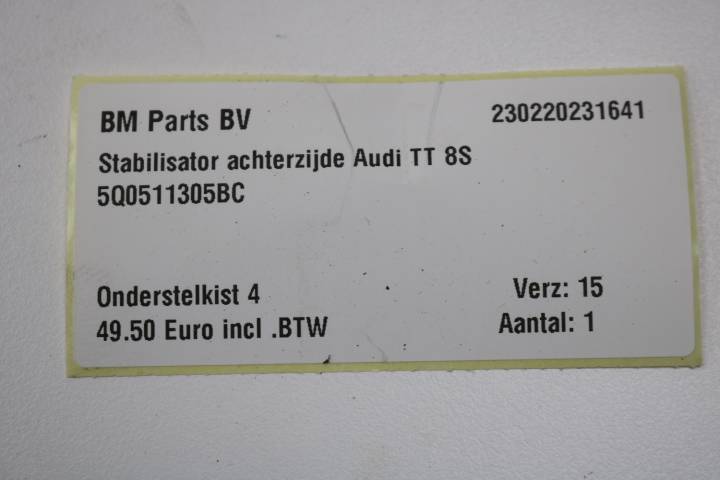 BM Parts BV 230220231641
Stabilisator achterzijde Audi TT 8S
5Q0511305BC
Onderstelkist 4 Verz: 15
49.50 Euro incl .BTW Aantal: 1